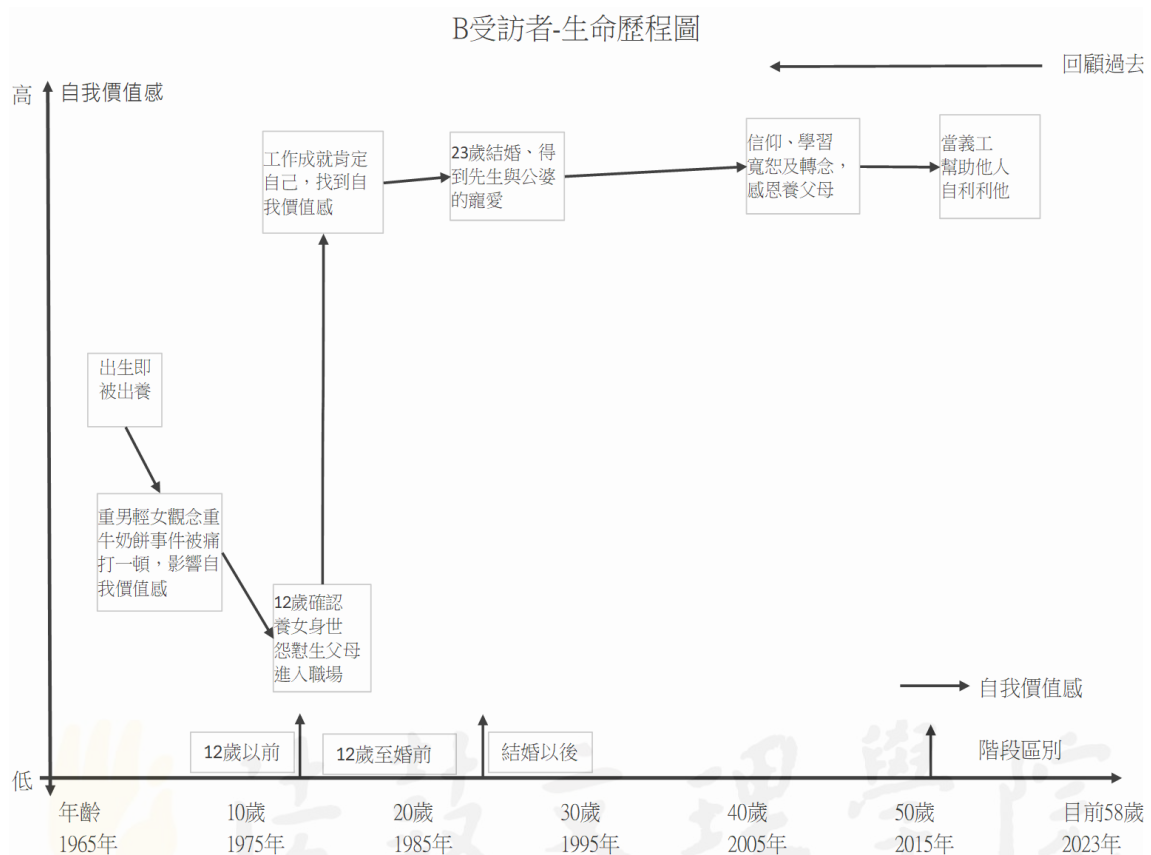 B受訪者-生命歷程圖
回顧過去
高
自我價值感
工作成就肯定
自己，找到自
我價值感
23歲結婚、得
到先生與公婆
的寵愛
信仰、學習
寬恕及轉念，
感恩養父母
當義工
幫助他人
自利利他
出生即
被出養
重男輕女觀念重
牛奶餅事件被痛
打一頓，影響自
我價值感
12歲確認
養女身世
怨懟生父母
進入職場
自我價值感
12歲以前
12歲至婚前
結婚以後
階段區別
低
年齡 10歲 20歲 30歲 40歲 50歲 目前58歲
1965年 1975年 1985年 1995年 2005年 2015年 2023年